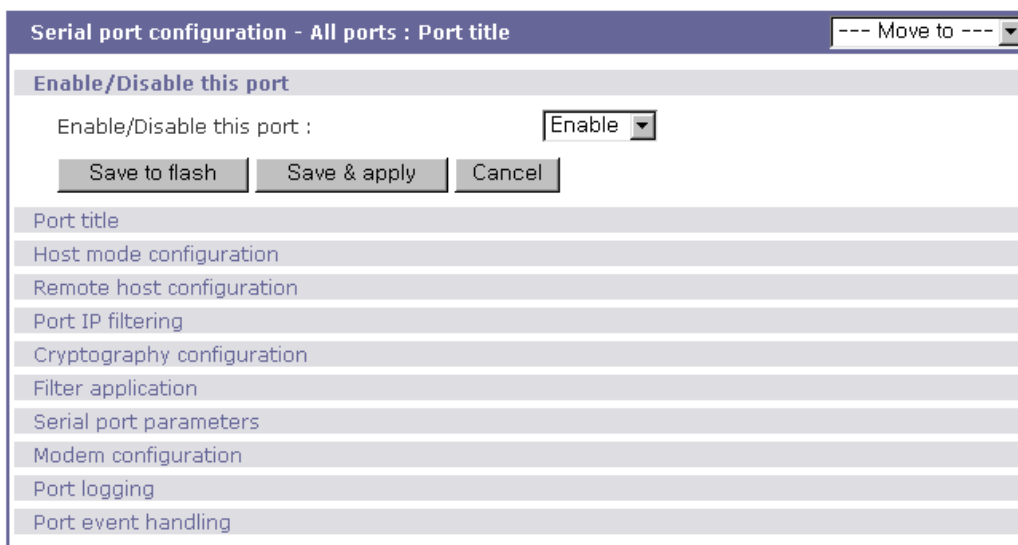 Serial port configuration - All ports : Port title --- Move to ---
Enable/Disable this port
Enable/Disable this port : Enable
Save to flash Save & apply Cancel
Port title
Host mode configuration
Remote host configuration
Port IP filtering
Cryptography configuration
Filter application
Serial port parameters
Modem configuration
Port logging
Port event handling